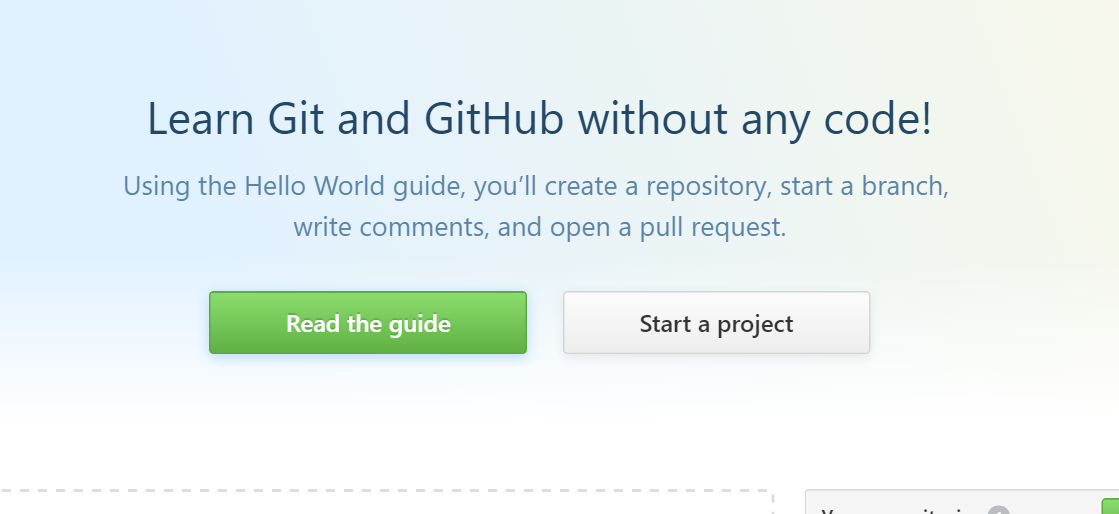 Learn Git and GitHub without any code!
Using the Hello World guide, you’ll create a repository, start a branch,
write comments, and open a pull request.
Read the guide
Start a project